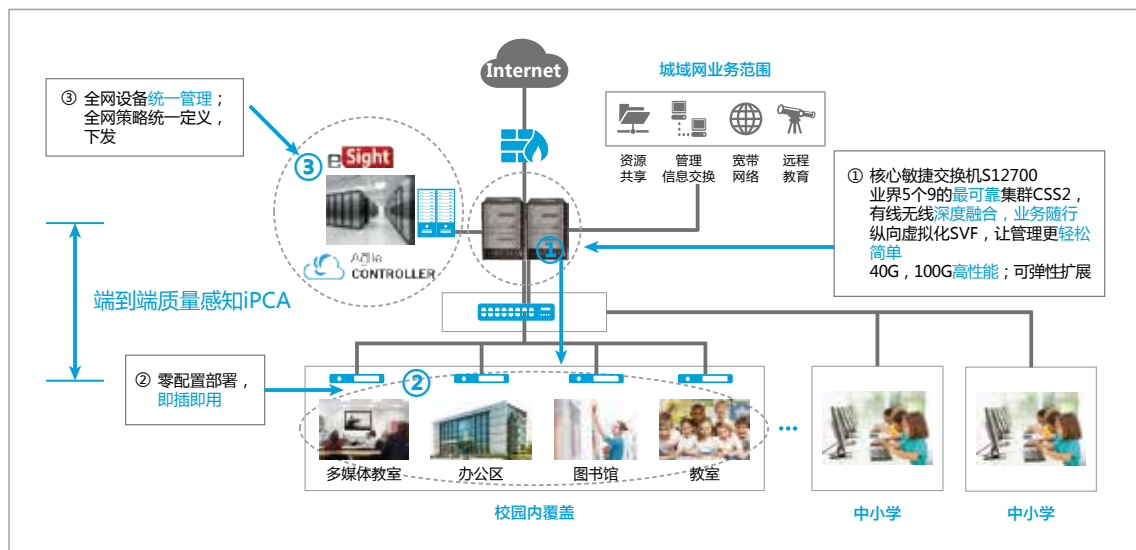 Internet
城域网业务范围
③ 全网设备统一管理；
全网策略统一定义，
下发
③
eSight
资源
共享
管理
信息交换
宽带
网络
远程
教育
① 核心敏捷交换机S12700
业界5个9的最可靠集群CSS2，
有线无线深度融合，业务随行
纵向虚拟化SVF，让管理更轻松
简单
40G，100G高性能；可弹性扩展
①
Agile
CONTROLLER
端到端质量感知iPCA
② 零配置部署，
即插即用
②
多媒体教室
办公区
图书馆
教室
...
校园内覆盖
中小学
中小学